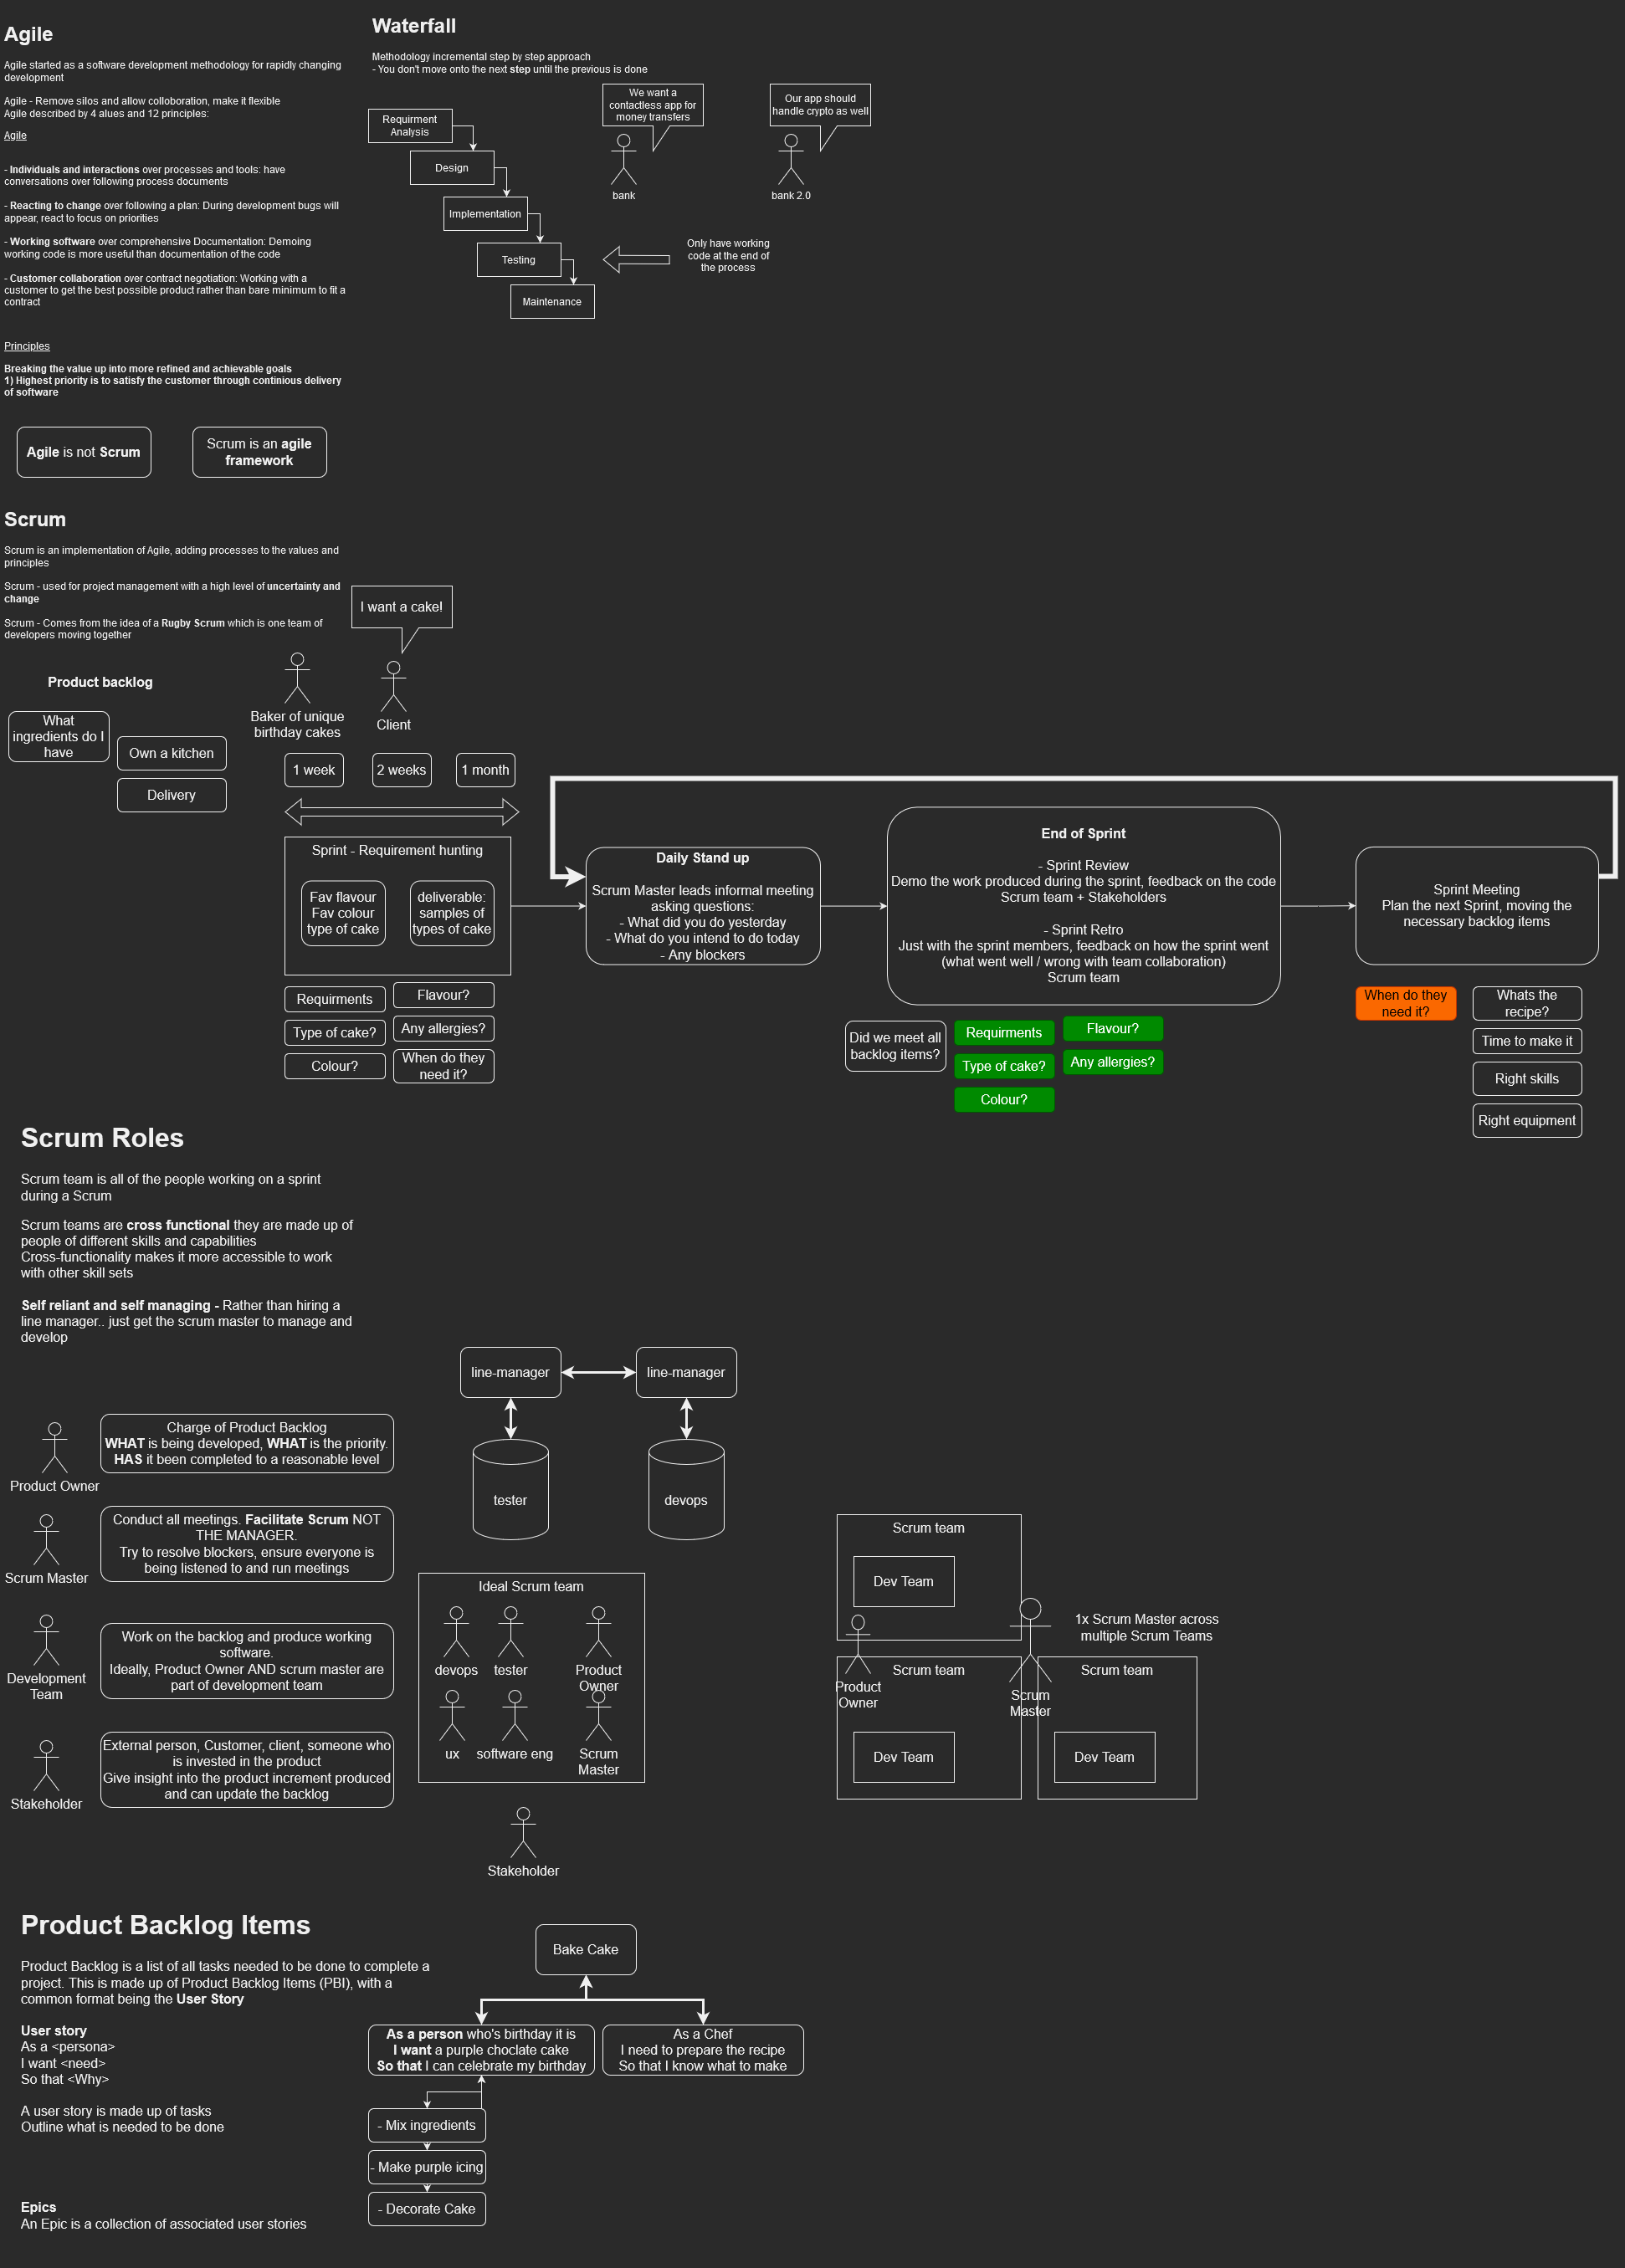 Agile
Agile started as a software development methodology for rapidly changing
development
Agile - Remove silos and allow colloboration, make it flexible
Agile described by 4 alues and 12 principles:
Agile
- Individuals and interactions over processes and tools: have
conversations over following process documents
- Reacting to change over following a plan: During development bugs will
appear, react to focus on priorities
- Working software over comprehensive Documentation: Demoing
working code is more useful than documentation of the code
- Customer collaboration over contract negotiation: Working with a
customer to get the best possible product rather than bare minimum to fit a
contract
Principles
Breaking the value up into more refined and achievable goals
1) Highest priority is to satisfy the customer through continious delivery
of software
Agile is not Scrum
Scrum is an agile
framework
Waterfall
Methodology incremental step by step approach
- You don't move onto the next step until the previous is done
Requirment
Analysis
Design
Implementation
Testing
Maintenance
We want a
contactless app for
money transfers
bank
Our app should
handle crypto as well
bank 2.0
Only have working
code at the end of
the process
Scrum
Scrum is an implementation of Agile, adding processes to the values and
principles
Scrum - used for project management with a high level of uncertainty and
change
Scrum - Comes from the idea of a Rugby Scrum which is one team of
developers moving together
I want a cake!
Product backlog
What
ingredients do I
have
Own a kitchen
Delivery
Baker of unique
birthday cakes
Client
1 week
2 weeks
1 month
Sprint - Requirement hunting
Fav flavour
Fav colour
type of cake
deliverable:
samples of
types of cake
Requirments
Type of cake?
Colour?
Flavour?
Any allergies?
When do they
need it?
Daily Stand up
Scrum Master leads informal meeting
asking questions:
- What did you do yesterday
- What do you intend to do today
- Any blockers
End of Sprint
- Sprint Review
Demo the work produced during the sprint, feedback on the code
Scrum team + Stakeholders
- Sprint Retro
Just with the sprint members, feedback on how the sprint went
(what went well / wrong with team collaboration)
Scrum team
Did we meet all
backlog items?
Requirments
Type of cake?
Colour?
Flavour?
Any allergies?
Sprint Meeting
Plan the next Sprint, moving the
necessary backlog items
When do they
need it?
Whats the
recipe?
Time to make it
Right skills
Right equipment
Scrum Roles
Scrum team is all of the people working on a sprint
during a Scrum
Scrum teams are cross functional they are made up of
people of different skills and capabilities
Cross-functionality makes it more accessible to work
with other skill sets
Self reliant and self managing - Rather than hiring a
line manager.. just get the scrum master to manage and
develop
Product Owner
Charge of Product Backlog
WHAT is being developed, WHAT is the priority.
HAS it been completed to a reasonable level
Scrum Master
Conduct all meetings. Facilitate Scrum NOT
THE MANAGER.
Try to resolve blockers, ensure everyone is
being listened to and run meetings
Development
Team
Work on the backlog and produce working
software.
Ideally, Product Owner AND scrum master are
part of development team
Stakeholder
External person, Customer, client, someone who
is invested in the product
Give insight into the product increment produced
and can update the backlog
line-manager
line-manager
tester
devops
Ideal Scrum team
devops
tester
Product
Owner
ux
software eng
Scrum
Master
Stakeholder
Scrum team
Dev Team
Product
Owner
Scrum team
Dev Team
Scrum
Master
1x Scrum Master across
multiple Scrum Teams
Scrum team
Dev Team
Product Backlog Items
Product Backlog is a list of all tasks needed to be done to complete a
project. This is made up of Product Backlog Items (PBI), with a
common format being the User Story
User story
As a <persona>
I want <need>
So that <Why>
A user story is made up of tasks
Outline what is needed to be done
Epics
An Epic is a collection of associated user stories
Bake Cake
As a person who's birthday it is
I want a purple choclate cake
So that I can celebrate my birthday
As a Chef
I need to prepare the recipe
So that I know what to make
- Mix ingredients
- Make purple icing
- Decorate Cake